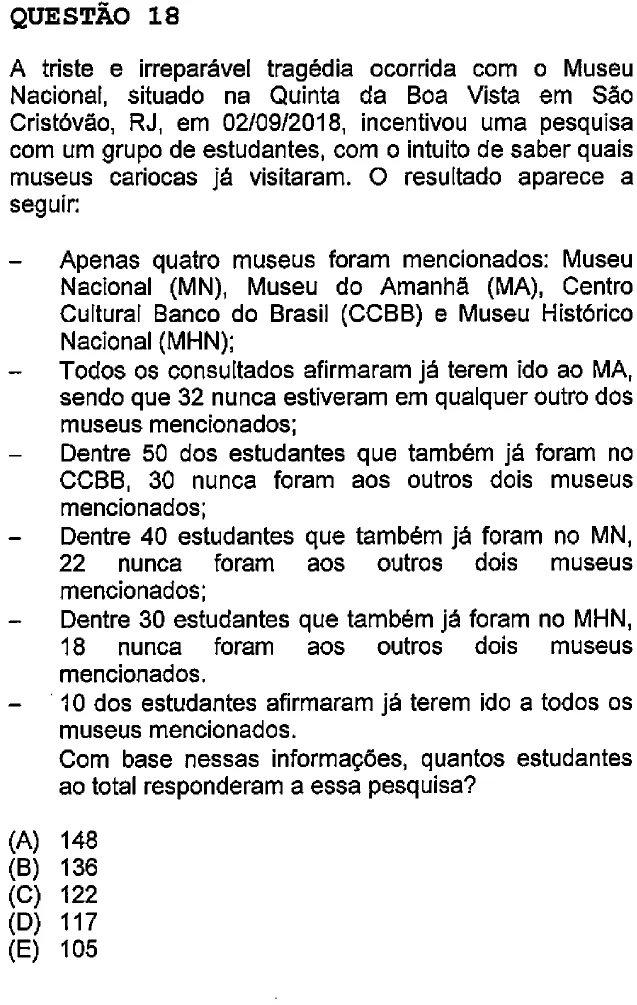 QUESTÃO 18
A triste e irreparável tragédia ocorrida com o Museu
Nacional, situado na Quinta da Boa Vista em São
Cristóvão, RJ, em 02/09/2018, incentivou uma pesquisa
com um grupo de estudantes, com o intuito de saber quais
museus cariocas já visitaram. O resultado aparece a
seguir:
– Apenas quatro museus foram mencionados: Museu
Nacional (MN), Museu do Amanhã (MA), Centro
Cultural Banco do Brasil (CCBB) e Museu Histórico
Nacional (MHN);
– Todos os consultados afirmaram já terem ido ao MA,
sendo que 32 nunca estiveram em qualquer outro dos
museus mencionados;
– Dentre 50 dos estudantes que também já foram no
CCBB, 30 nunca foram aos outros dois museus
mencionados;
– Dentre 40 estudantes que também já foram no MN,
22 nunca foram aos outros dois museus
mencionados;
– Dentre 30 estudantes que também já foram no MHN,
18 nunca foram aos outros dois museus
mencionados.
– 10 dos estudantes afirmaram já terem ido a todos os
museus mencionados.
Com base nessas informações, quantos estudantes
ao total responderam a essa pesquisa?
(A) 148
(B) 136
(C) 122
(D) 117
(E) 105